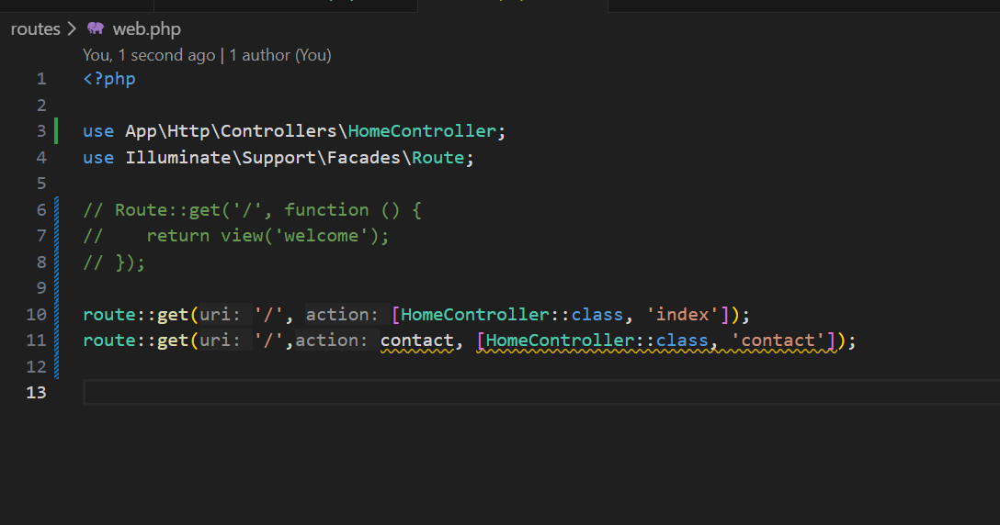 routes > web.php
You, 1 second ago | 1 author (You)
1 <?php
2
3 use App\Http\Controllers\HomeController;
4 use Illuminate\Support\Facades\Route;
5
6 // Route::get('/', function () {
7 //    return view('welcome');
8 // });
9
10 route::get(uri: '/', action: [HomeController::class, 'index']);
11 route::get(uri: '/',action: contact, [HomeController::class, 'contact']);
12
13